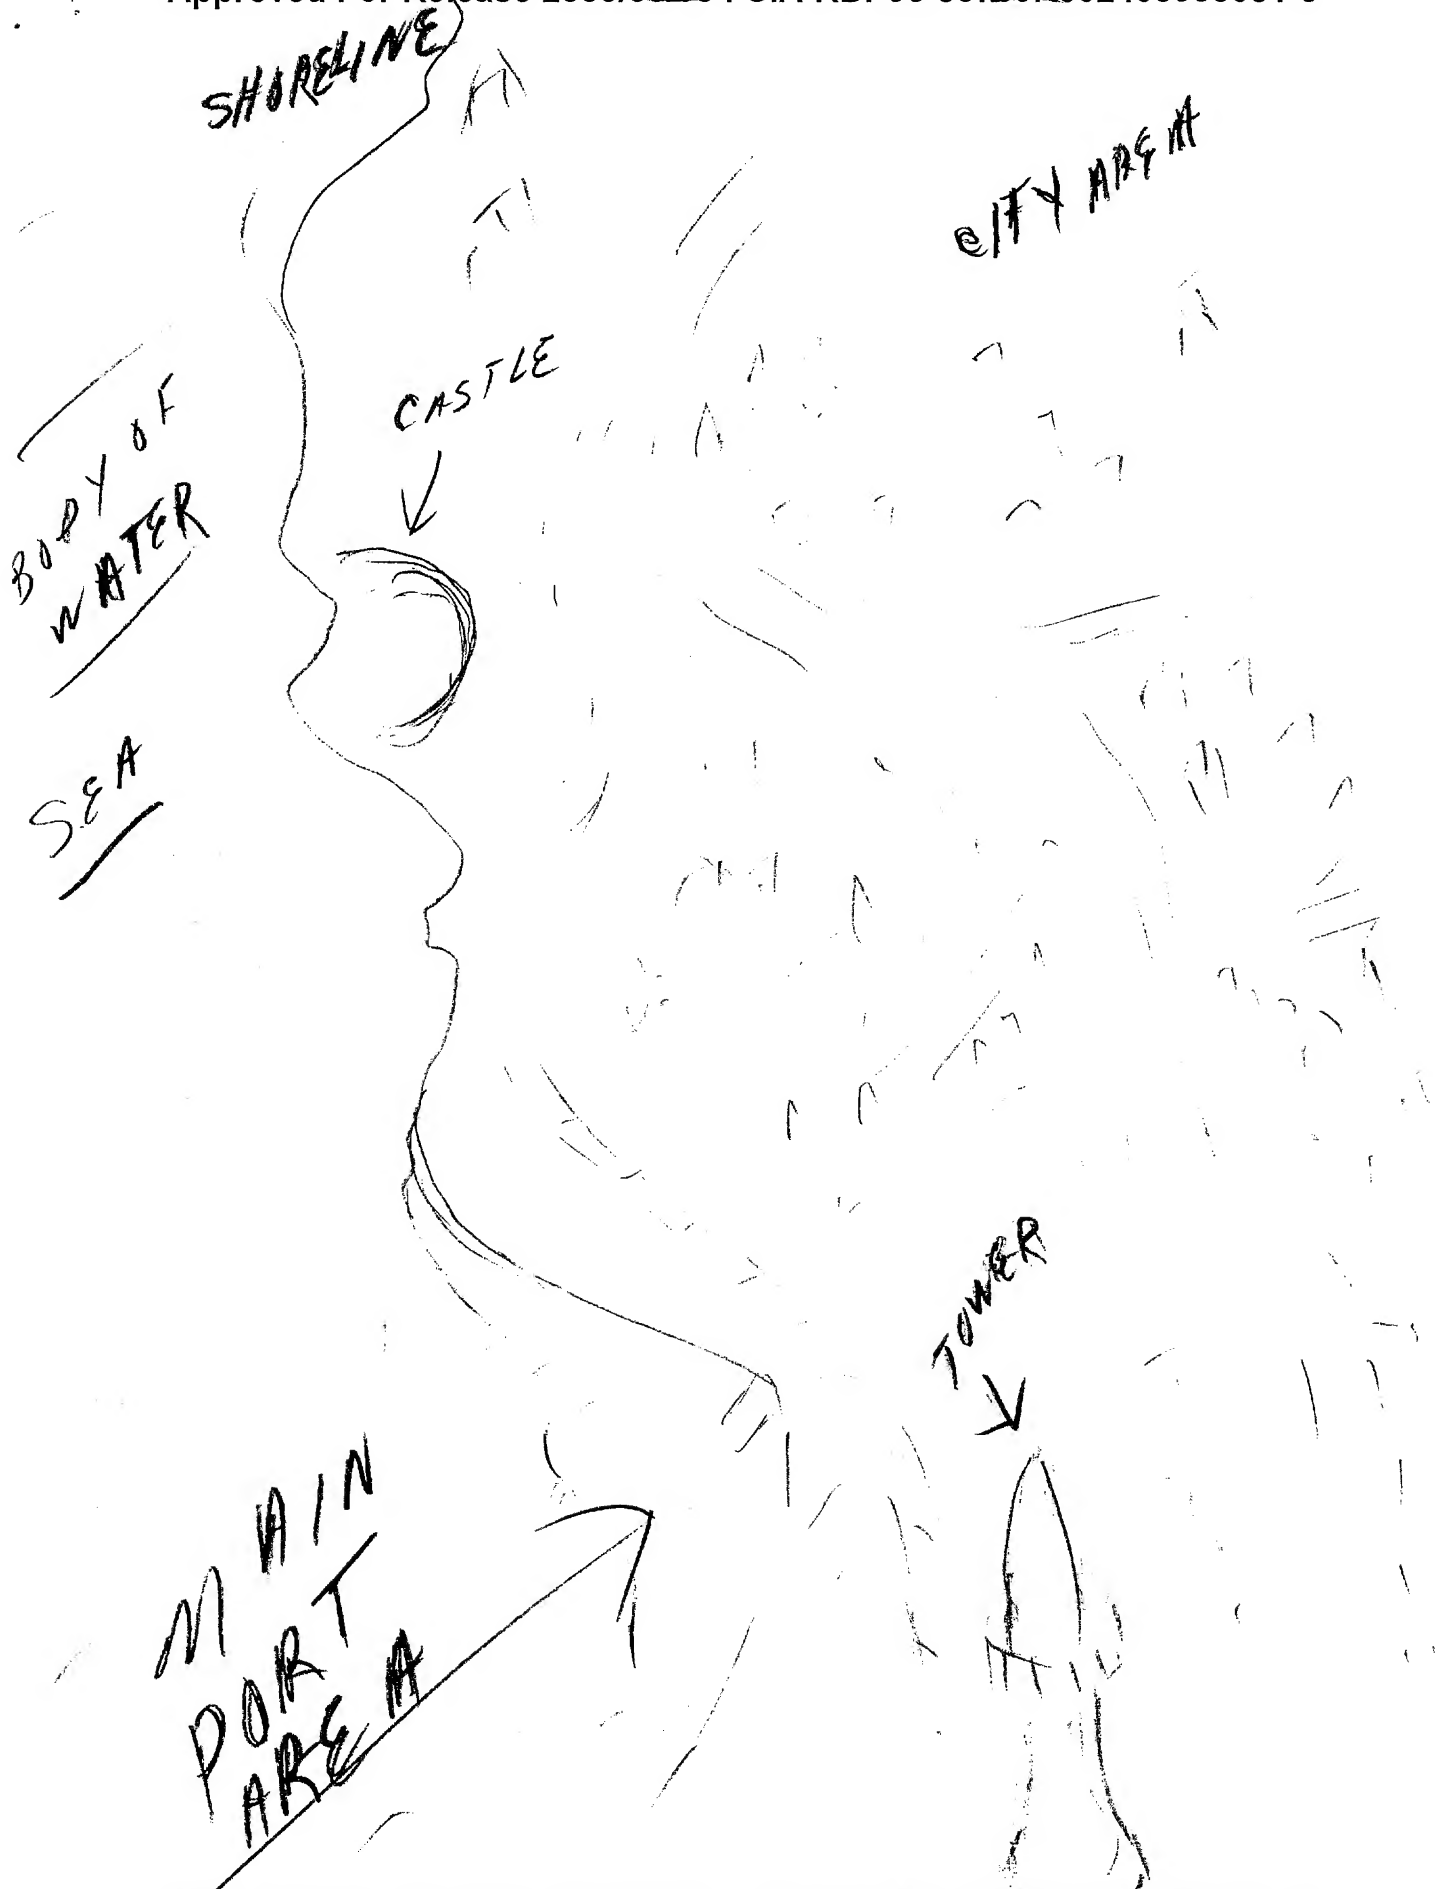 SHORELINE
CITY AREA
CASTLE
BODY OF
WATER
SEA
TOWER
MAIN
PORT
AREA